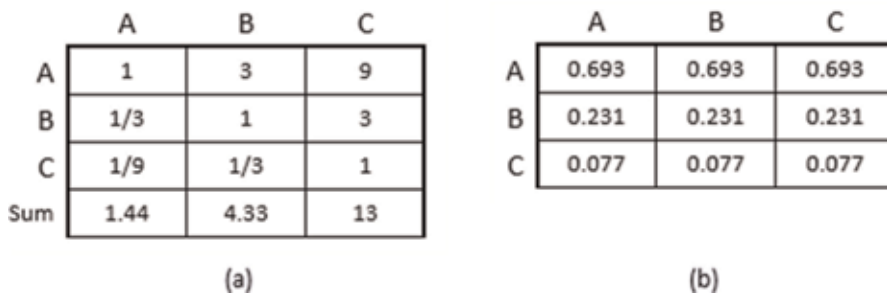 A B C
A 1 3 9
B 1/3 1 3
C 1/9 1/3 1
Sum 1.44 4.33 13
(a)
A B C
A 0.693 0.693 0.693
B 0.231 0.231 0.231
C 0.077 0.077 0.077
(b)